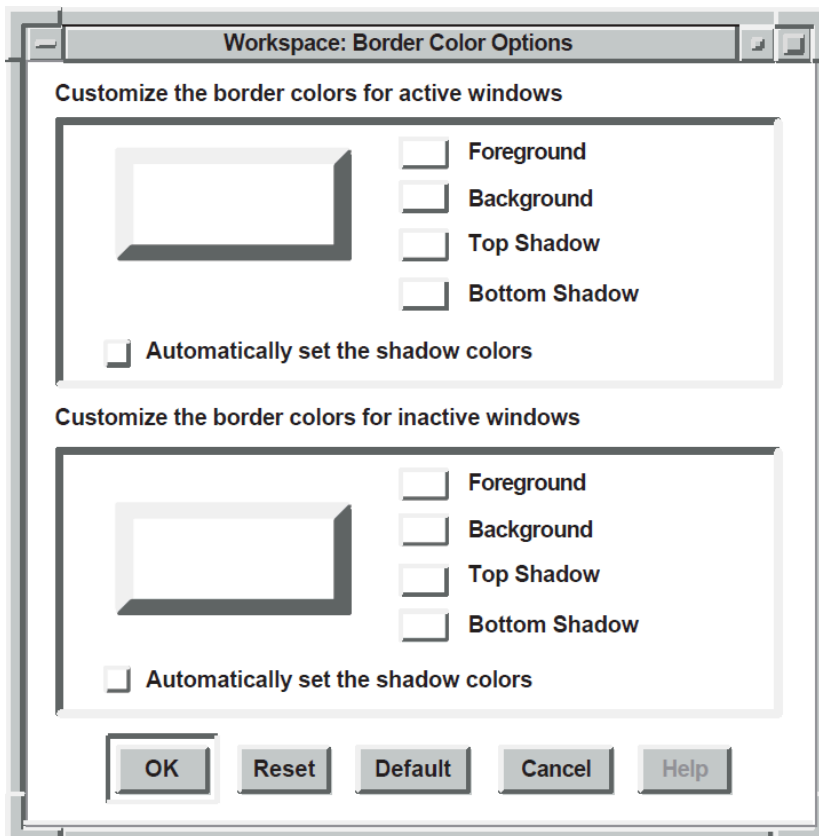 Workspace: Border Color Options
Customize the border colors for active windows
Foreground
Background
Top Shadow
Bottom Shadow
Automatically set the shadow colors
Customize the border colors for inactive windows
Foreground
Background
Top Shadow
Bottom Shadow
Automatically set the shadow colors
OK Reset Default Cancel Help